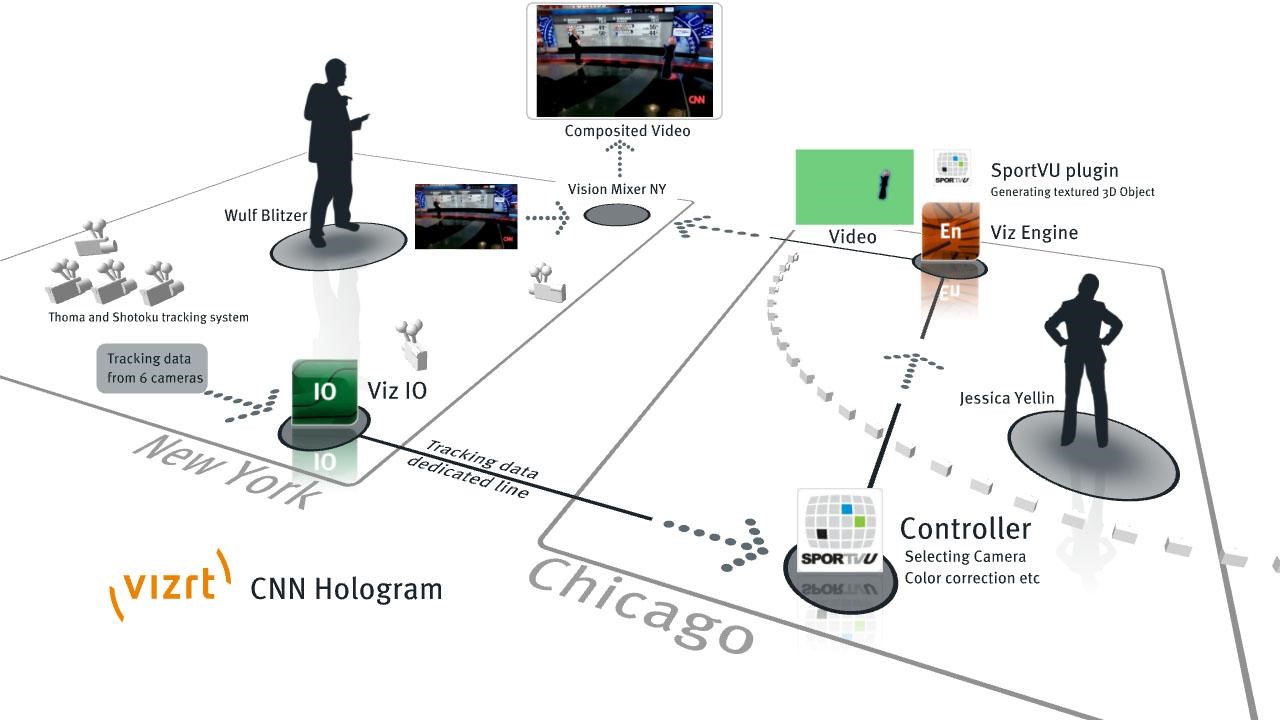 CNN
Composited Video
Vision Mixer NY
Wulf Blitzer
CNN
Video
SPORTVU
SportVU plugin
Generating textured 3D Object
En
Viz Engine
Thoma and Shotoku tracking system
Tracking data
from 6 cameras
IO
Viz IO
Jessica Yellin
New York
Tracking data
dedicated line
SPORTVU
Controller
Selecting Camera
Color correction etc
Chicago
vizrt
CNN Hologram